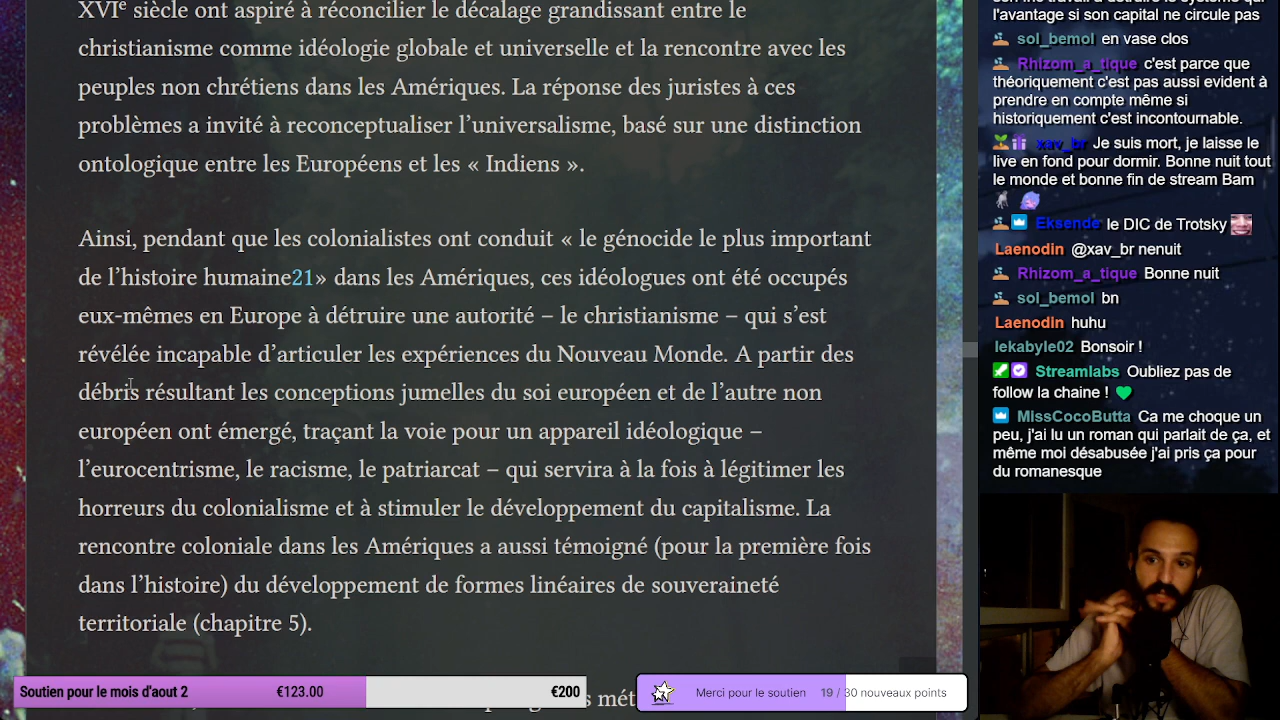 XVIe siècle ont aspiré à réconcilier le décalage grandissant entre le
christianisme comme idéologie globale et universelle et la rencontre avec les
peuples non chrétiens dans les Amériques. La réponse des juristes à ces
problèmes a invité à reconceptualiser l’universalisme, basé sur une distinction
ontologique entre les Européens et les « Indiens ».
Ainsi, pendant que les colonialistes ont conduit « le génocide le plus important
de l’histoire humaine21» dans les Amériques, ces idéologues ont été occupés
eux-mêmes en Europe à détruire une autorité – le christianisme – qui s’est
révélée incapable d’articuler les expériences du Nouveau Monde. A partir des
débris résultant les conceptions jumelles du soi européen et de l’autre non
européen ont émergé, traçant la voie pour un appareil idéologique –
l’eurocentrisme, le racisme, le patriarcat – qui servira à la fois à légitimer les
horreurs du colonialisme et à stimuler le développement du capitalisme. La
rencontre coloniale dans les Amériques a aussi témoigné (pour la première fois
dans l’histoire) du développement de formes linéaires de souveraineté
territoriale (chapitre 5).
Soutien pour le mois d'aout 2 €123.00 €200
Merci pour le soutien 19 / 30 nouveaux points
l'avantage si son capital ne circule pas
sol_bemol en vase clos
Rhizom_a_tique c'est parce que
théoriquement c'est pas aussi evident à
prendre en compte même si
historiquement c'est incontournable.
xav_br Je suis mort, je laisse le
live en fond pour dormir. Bonne nuit tout
le monde et bonne fin de stream Bam
Eksende le DIC de Trotsky
Laenodin @xav_br nenuit
Rhizom_a_tique Bonne nuit
sol_bemol bn
Laenodin huhu
lekabyle02 Bonsoir !
Streamlabs Oubliez pas de
follow la chaine !
MissCocoButta Ca me choque un
peu, j'ai lu un roman qui parlait de ça, et
même moi désabusée j'ai pris ça pour
du romanesque